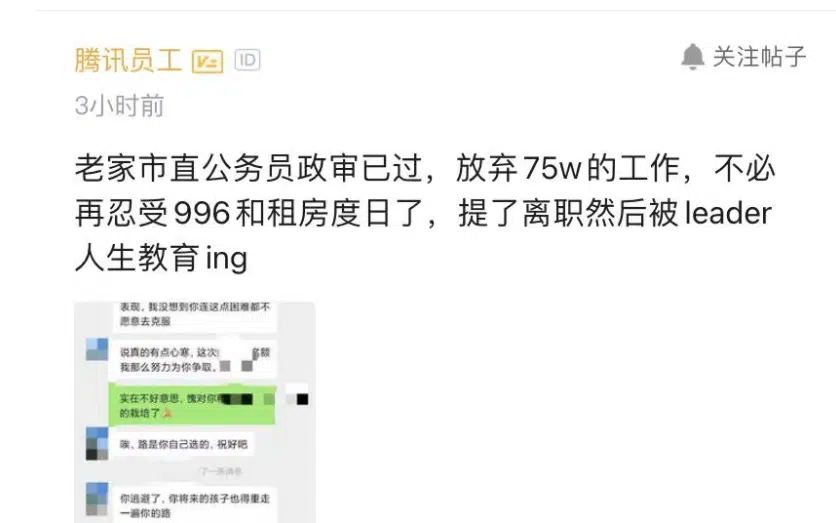 腾讯员工 V= ID
关注帖子
3小时前
老家市直公务员政审已过，放弃75w的工作，不必
再忍受996和租房度日了，提了离职然后被leader
人生教育ing
表现，我没想到你连这点困难都不
愿意去克服
说真的有点心寒，这次
名额
我那么努力为你争取，
实在不好意思，愧对你
的栽培了
唉，路是你自己选的，祝好吧
了一条消息
你逃避了，你将来的孩子也得重走
一遍你的路